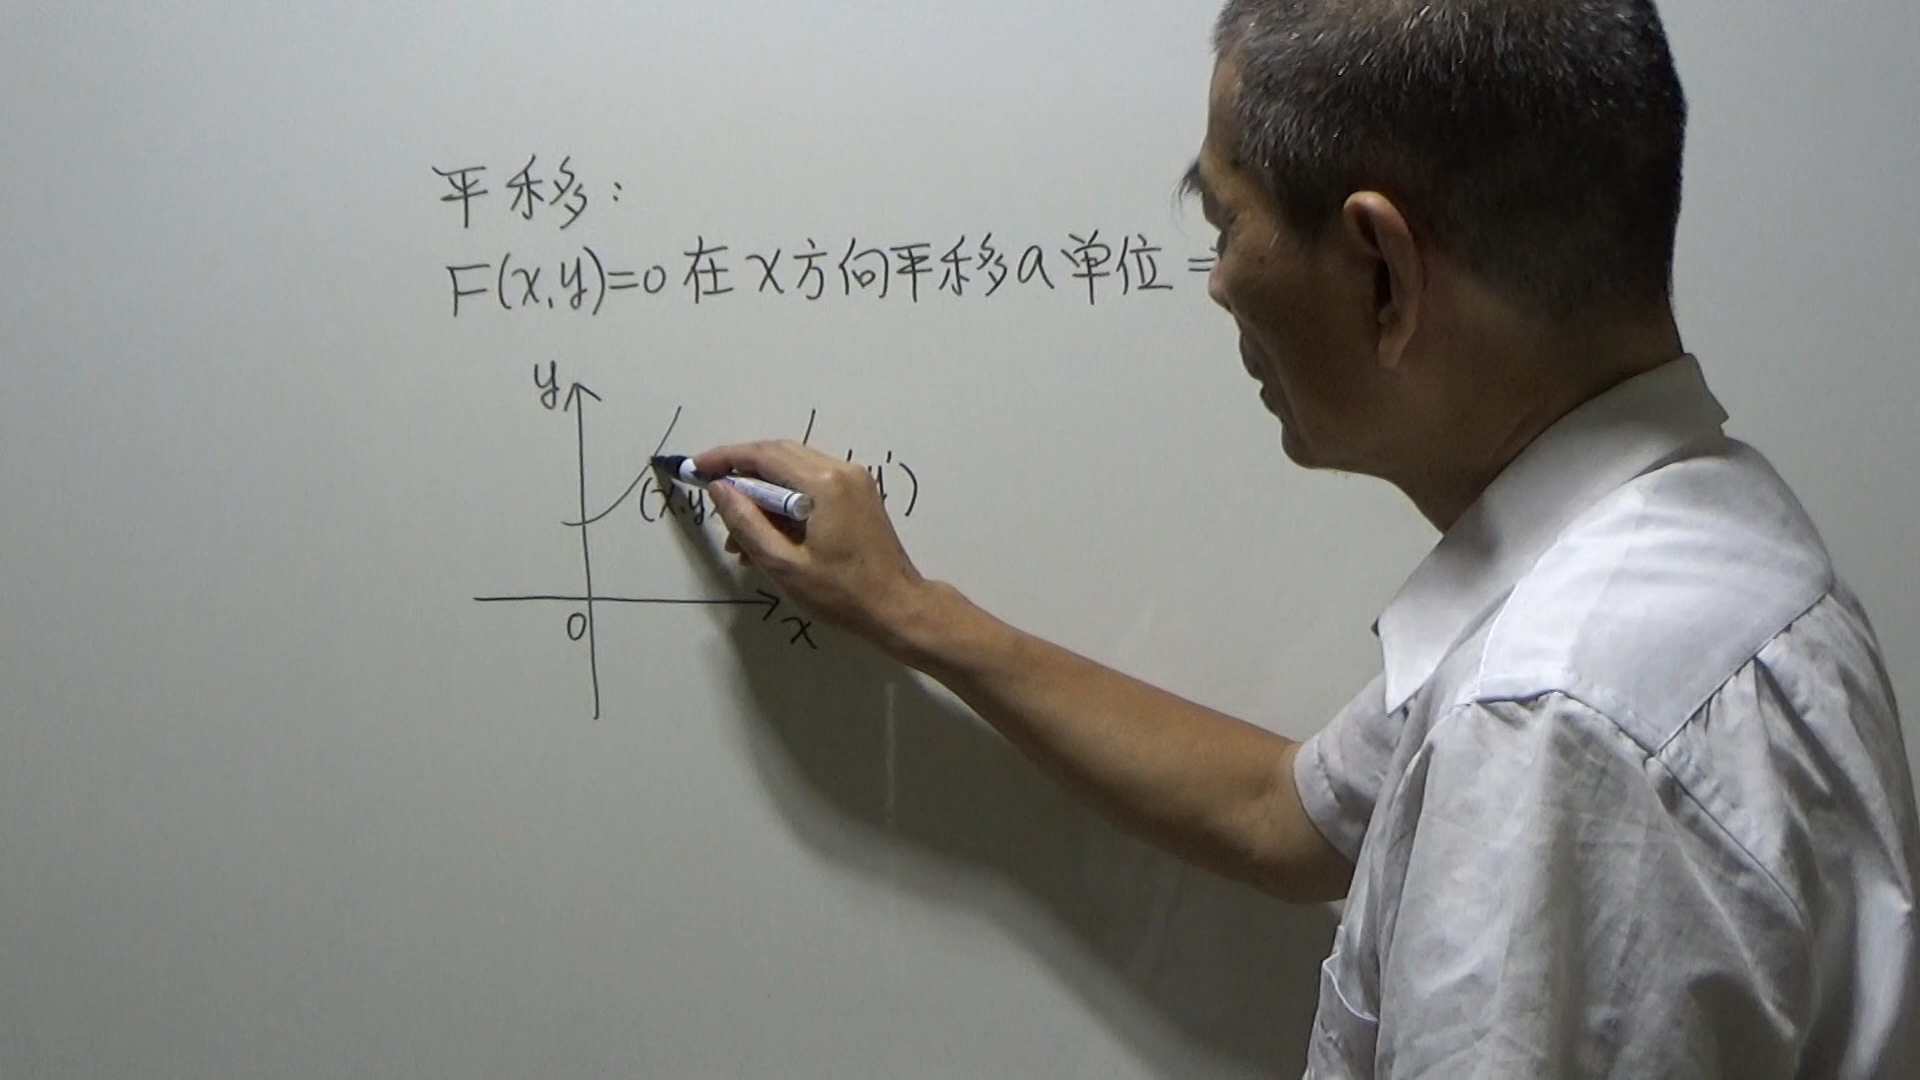 平移:
F(x,y)=0在x方向平移a单位 =
y
(x,y
y')
0
x